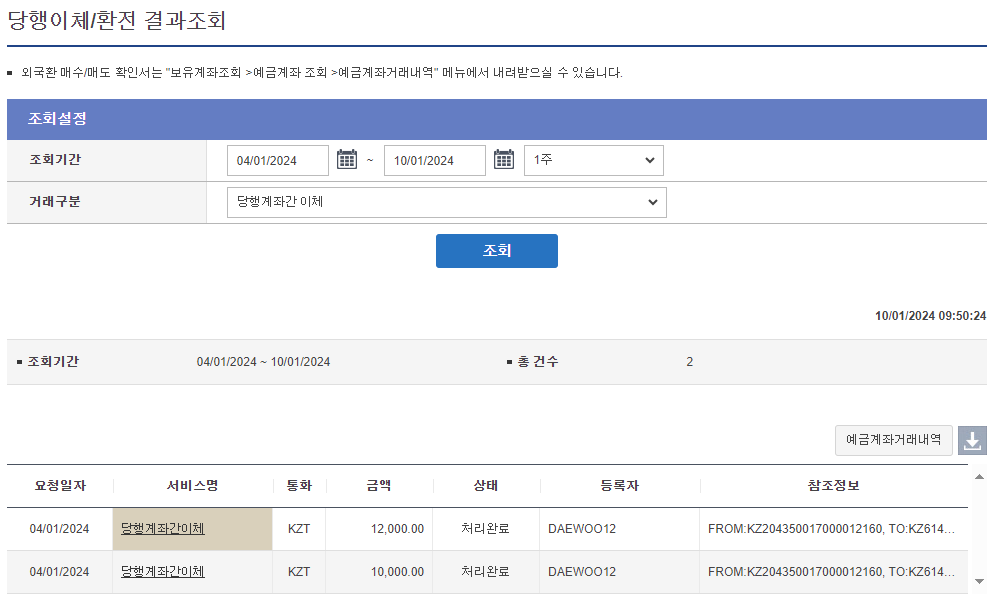 당행이체/환전 결과조회
▪ 외국환 매수/매도 확인서는 "보유계좌조회 >예금계좌 조회 >예금계좌거래내역" 메뉴에서 내려받으실 수 있습니다.
조회설정
조회기간 04/01/2024 ~ 10/01/2024 1주
거래구분 당행계좌간 이체
조회
10/01/2024 09:50:24
▪ 조회기간 04/01/2024 ~ 10/01/2024 ▪ 총 건수 2
예금계좌거래내역
요청일자 서비스명 통화 금액 상태 등록자 참조정보
04/01/2024 당행계좌간이체 KZT 12,000.00 처리완료 DAEWOO12 FROM:KZ204350017000012160, TO:KZ614...
04/01/2024 당행계좌간이체 KZT 10,000.00 처리완료 DAEWOO12 FROM:KZ204350017000012160, TO:KZ614...